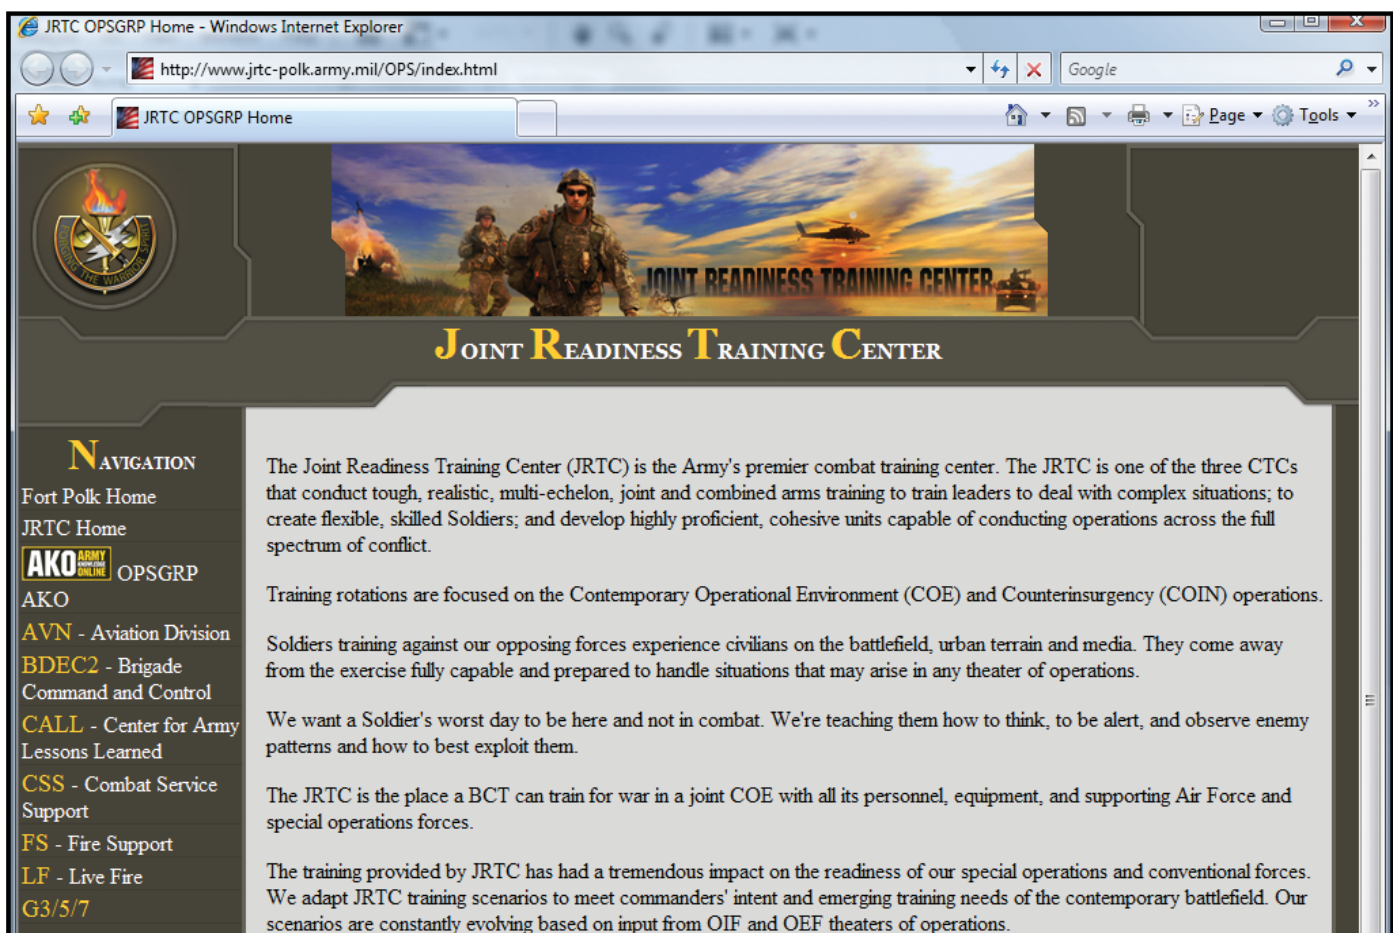 JRTC OPSGRP Home - Windows Internet Explorer
http://www.jrtc-polk.army.mil/OPS/index.html
Google
JRTC OPSGRP Home
Page
Tools
FORGING THE WARRIOR SPIRIT
JOINT READINESS TRAINING CENTER
JOINT READINESS TRAINING CENTER
NAVIGATION
Fort Polk Home
JRTC Home
AKO ARMY KNOWLEDGE ONLINE OPSGRP
AKO
AVN - Aviation Division
BDEC2 - Brigade
Command and Control
CALL - Center for Army
Lessons Learned
CSS - Combat Service
Support
FS - Fire Support
LF - Live Fire
G3/5/7
The Joint Readiness Training Center (JRTC) is the Army's premier combat training center. The JRTC is one of the three CTCs
that conduct tough, realistic, multi-echelon, joint and combined arms training to train leaders to deal with complex situations; to
create flexible, skilled Soldiers; and develop highly proficient, cohesive units capable of conducting operations across the full
spectrum of conflict.
Training rotations are focused on the Contemporary Operational Environment (COE) and Counterinsurgency (COIN) operations.
Soldiers training against our opposing forces experience civilians on the battlefield, urban terrain and media. They come away
from the exercise fully capable and prepared to handle situations that may arise in any theater of operations.
We want a Soldier's worst day to be here and not in combat. We're teaching them how to think, to be alert, and observe enemy
patterns and how to best exploit them.
The JRTC is the place a BCT can train for war in a joint COE with all its personnel, equipment, and supporting Air Force and
special operations forces.
The training provided by JRTC has had a tremendous impact on the readiness of our special operations and conventional forces.
We adapt JRTC training scenarios to meet commanders' intent and emerging training needs of the contemporary battlefield. Our
scenarios are constantly evolving based on input from OIF and OEF theaters of operations.